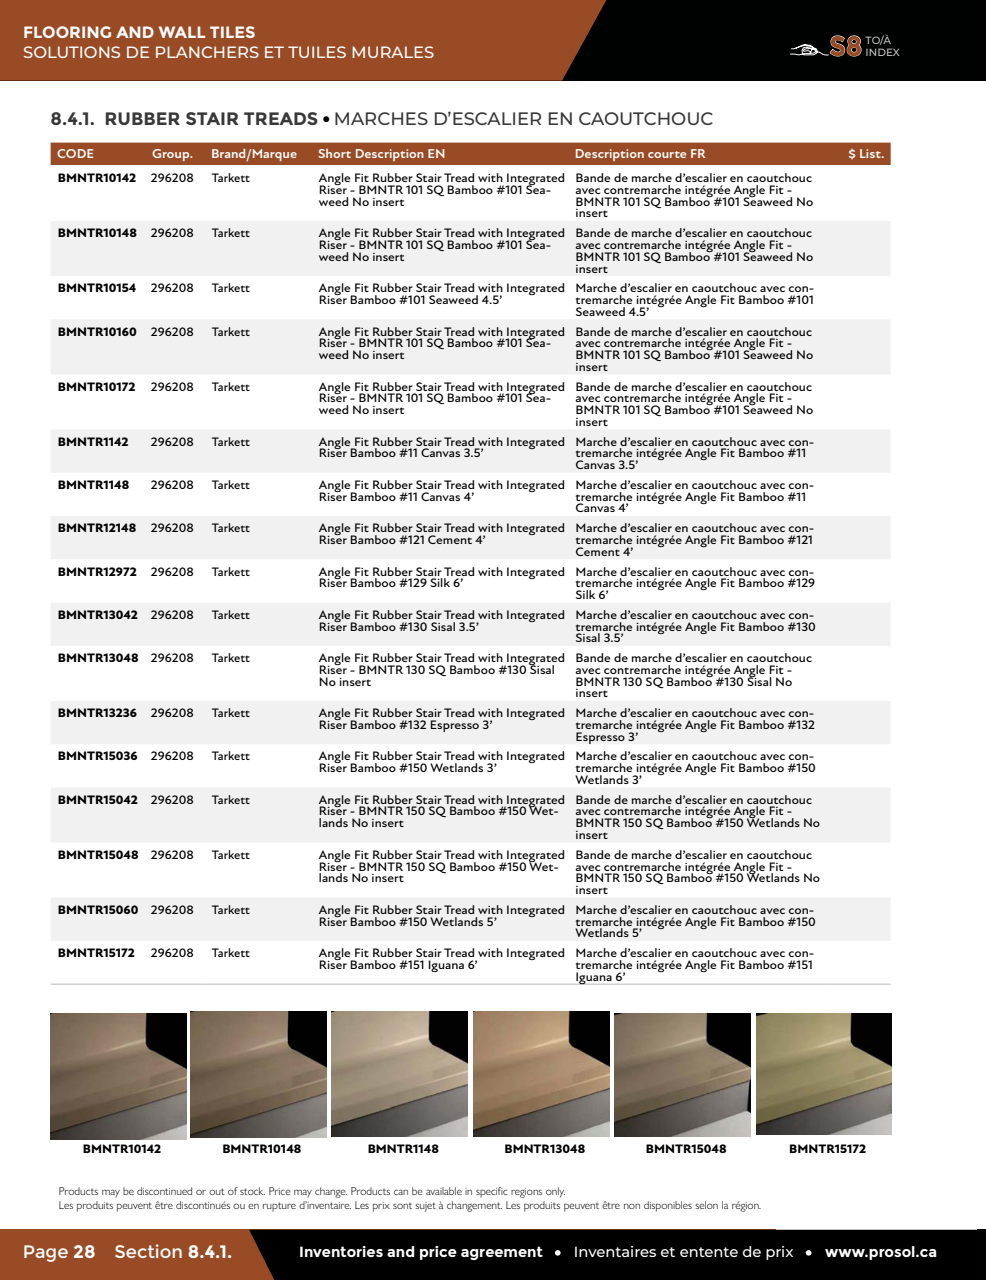 FLOORING AND WALL TILES
SOLUTIONS DE PLANCHERS ET TUILES MURALES
S8 TO/À
INDEX
8.4.1. RUBBER STAIR TREADS • MARCHES D'ESCALIER EN CAOUTCHOUC
CODE Group. Brand/Marque Short Description EN Description courte FR $ List.
BMNTR10142 296208 Tarkett Angle Fit Rubber Stair Tread with Integrated Bande de marche d'escalier en caoutchouc
Riser - BMNTR 101 SQ Bamboo #101 Sea- avec contremarche intégrée Angle Fit -
weed No insert BMNTR 101 SQ Bamboo #101 Seaweed No
insert
BMNTR10148 296208 Tarkett Angle Fit Rubber Stair Tread with Integrated Bande de marche d'escalier en caoutchouc
Riser - BMNTR 101 SQ Bamboo #101 Sea- avec contremarche intégrée Angle Fit -
weed No insert BMNTR 101 SQ Bamboo #101 Seaweed No
insert
BMNTR10154 296208 Tarkett Angle Fit Rubber Stair Tread with Integrated Marche d'escalier en caoutchouc avec con-
Riser Bamboo #101 Seaweed 4.5' tremarche intégrée Angle Fit Bamboo #101
Seaweed 4.5'
BMNTR10160 296208 Tarkett Angle Fit Rubber Stair Tread with Integrated Bande de marche d'escalier en caoutchouc
Riser - BMNTR 101 SQ Bamboo #101 Sea- avec contremarche intégrée Angle Fit -
weed No insert BMNTR 101 SQ Bamboo #101 Seaweed No
insert
BMNTR10172 296208 Tarkett Angle Fit Rubber Stair Tread with Integrated Bande de marche d'escalier en caoutchouc
Riser - BMNTR 101 SQ Bamboo #101 Sea- avec contremarche intégrée Angle Fit -
weed No insert BMNTR 101 SQ Bamboo #101 Seaweed No
insert
BMNTR1142 296208 Tarkett Angle Fit Rubber Stair Tread with Integrated Marche d'escalier en caoutchouc avec con-
Riser Bamboo #11 Canvas 3.5' tremarche intégrée Angle Fit Bamboo #11
Canvas 3.5'
BMNTR1148 296208 Tarkett Angle Fit Rubber Stair Tread with Integrated Marche d'escalier en caoutchouc avec con-
Riser Bamboo #11 Canvas 4' tremarche intégrée Angle Fit Bamboo #11
Canvas 4'
BMNTR12148 296208 Tarkett Angle Fit Rubber Stair Tread with Integrated Marche d'escalier en caoutchouc avec con-
Riser Bamboo #121 Cement 4' tremarche intégrée Angle Fit Bamboo #121
Cement 4'
BMNTR12972 296208 Tarkett Angle Fit Rubber Stair Tread with Integrated Marche d'escalier en caoutchouc avec con-
Riser Bamboo #129 Silk 6' tremarche intégrée Angle Fit Bamboo #129
Silk 6'
BMNTR13042 296208 Tarkett Angle Fit Rubber Stair Tread with Integrated Marche d'escalier en caoutchouc avec con-
Riser Bamboo #130 Sisal 3.5' tremarche intégrée Angle Fit Bamboo #130
Sisal 3.5'
BMNTR13048 296208 Tarkett Angle Fit Rubber Stair Tread with Integrated Bande de marche d'escalier en caoutchouc
Riser - BMNTR 130 SQ Bamboo #130 Sisal avec contremarche intégrée Angle Fit -
No insert BMNTR 130 SQ Bamboo #130 Sisal No
insert
BMNTR13236 296208 Tarkett Angle Fit Rubber Stair Tread with Integrated Marche d'escalier en caoutchouc avec con-
Riser Bamboo #132 Espresso 3' tremarche intégrée Angle Fit Bamboo #132
Espresso 3'
BMNTR15036 296208 Tarkett Angle Fit Rubber Stair Tread with Integrated Marche d'escalier en caoutchouc avec con-
Riser Bamboo #150 Wetlands 3' tremarche intégrée Angle Fit Bamboo #150
Wetlands 3'
BMNTR15042 296208 Tarkett Angle Fit Rubber Stair Tread with Integrated Bande de marche d'escalier en caoutchouc
Riser - BMNTR 150 SQ Bamboo #150 Wet- avec contremarche intégrée Angle Fit -
lands No insert BMNTR 150 SQ Bamboo #150 Wetlands No
insert
BMNTR15048 296208 Tarkett Angle Fit Rubber Stair Tread with Integrated Bande de marche d'escalier en caoutchouc
Riser - BMNTR 150 SQ Bamboo #150 Wet- avec contremarche intégrée Angle Fit -
lands No insert BMNTR 150 SQ Bamboo #150 Wetlands No
insert
BMNTR15060 296208 Tarkett Angle Fit Rubber Stair Tread with Integrated Marche d'escalier en caoutchouc avec con-
Riser Bamboo #150 Wetlands 5' tremarche intégrée Angle Fit Bamboo #150
Wetlands 5'
BMNTR15172 296208 Tarkett Angle Fit Rubber Stair Tread with Integrated Marche d'escalier en caoutchouc avec con-
Riser Bamboo #151 Iguana 6' tremarche intégrée Angle Fit Bamboo #151
Iguana 6'
BMNTR10142 BMNTR10148 BMNTR1148 BMNTR13048 BMNTR15048 BMNTR15172
Products may be discontinued or out of stock. Price may change. Products can be available in specific regions only.
Les produits peuvent être discontinués ou en rupture d'inventaire. Les prix sont sujet à changement. Les produits peuvent être non disponibles selon la région.
Page 28 Section 8.4.1. Inventories and price agreement • Inventaires et entente de prix • www.prosol.ca